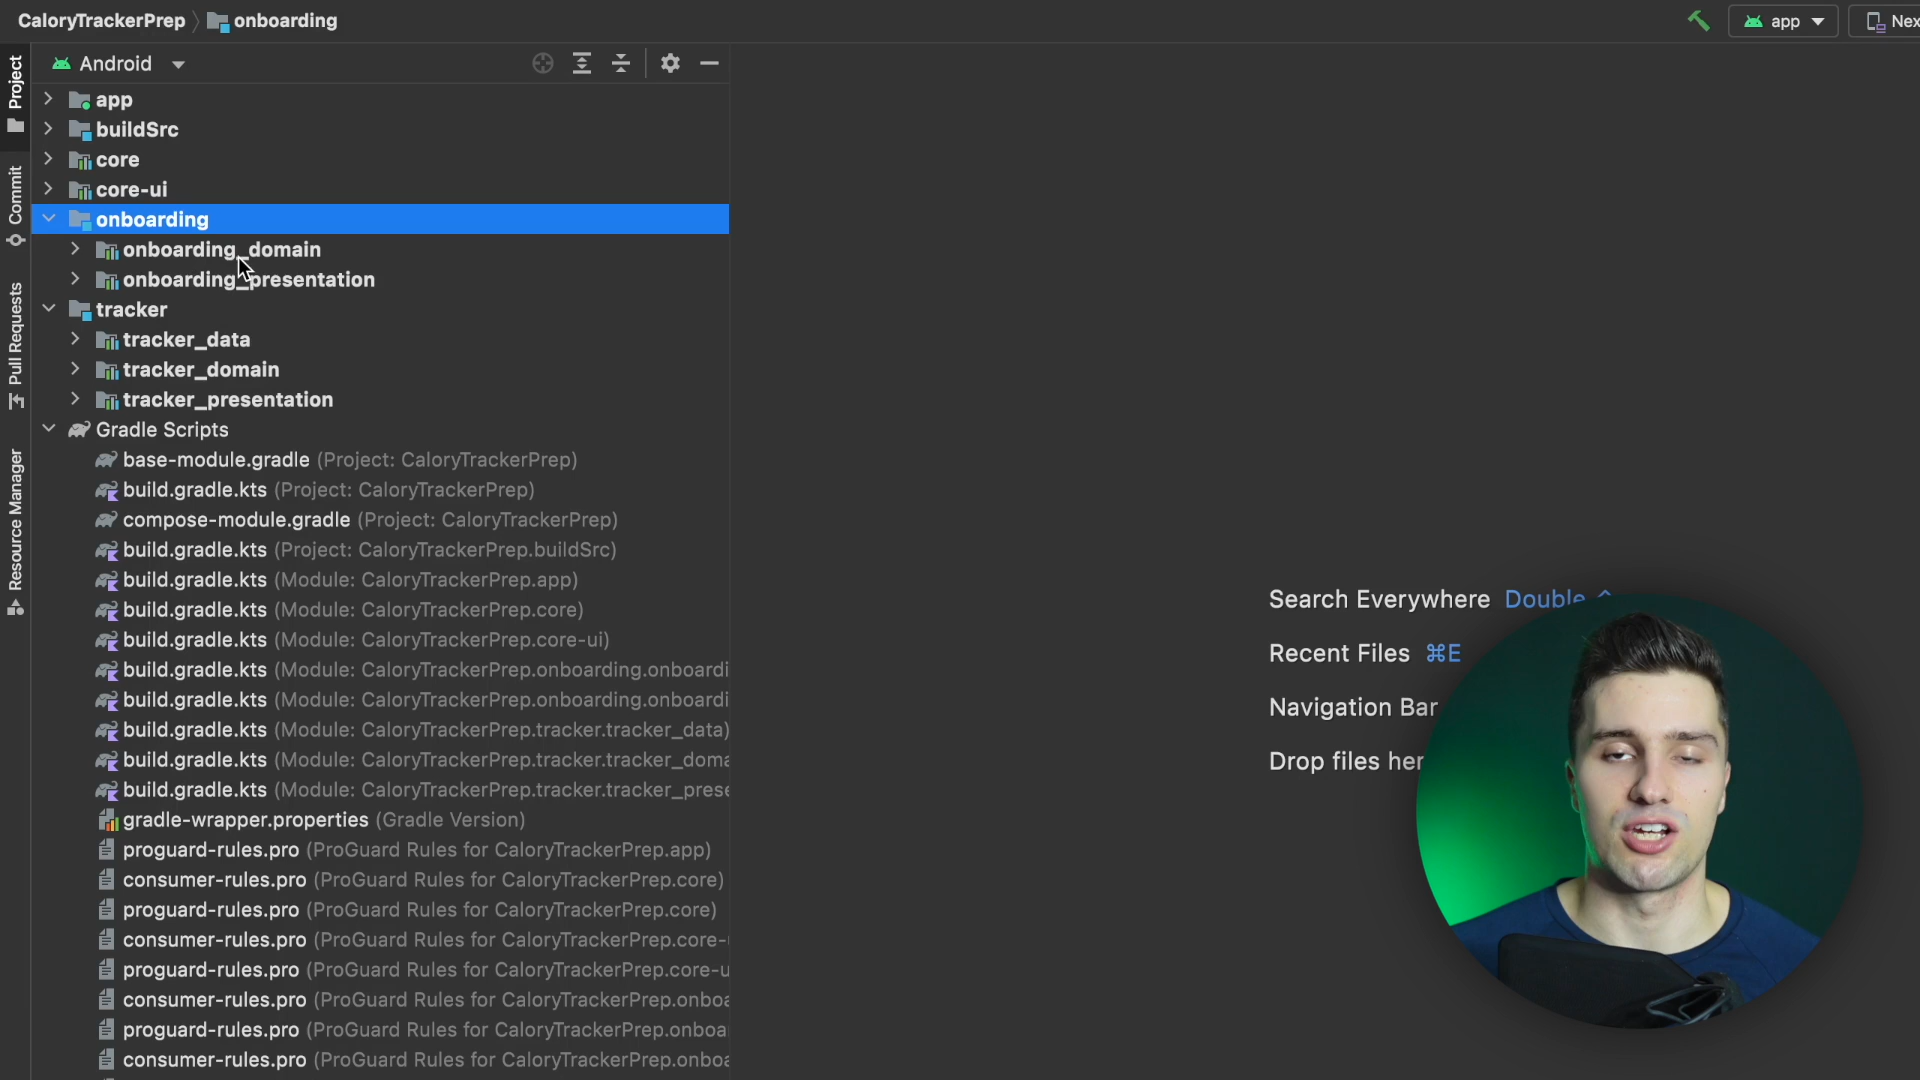 CaloryTrackerPrep
onboarding
app
Nex
Project
Commit
Pull Requests
Resource Manager
Android
app
buildSrc
core
core-ui
onboarding
onboarding_domain
onboarding_presentation
tracker
tracker_data
tracker_domain
tracker_presentation
Gradle Scripts
base-module.gradle (Project: CaloryTrackerPrep)
build.gradle.kts (Project: CaloryTrackerPrep)
compose-module.gradle (Project: CaloryTrackerPrep)
build.gradle.kts (Project: CaloryTrackerPrep.buildSrc)
build.gradle.kts (Module: CaloryTrackerPrep.app)
build.gradle.kts (Module: CaloryTrackerPrep.core)
build.gradle.kts (Module: CaloryTrackerPrep.core-ui)
build.gradle.kts (Module: CaloryTrackerPrep.onboarding.onboardi
build.gradle.kts (Module: CaloryTrackerPrep.onboarding.onboardi
build.gradle.kts (Module: CaloryTrackerPrep.tracker.tracker_data)
build.gradle.kts (Module: CaloryTrackerPrep.tracker.tracker_doma
build.gradle.kts (Module: CaloryTrackerPrep.tracker.tracker_prese
gradle-wrapper.properties (Gradle Version)
proguard-rules.pro (ProGuard Rules for CaloryTrackerPrep.app)
consumer-rules.pro (ProGuard Rules for CaloryTrackerPrep.core)
proguard-rules.pro (ProGuard Rules for CaloryTrackerPrep.core)
consumer-rules.pro (ProGuard Rules for CaloryTrackerPrep.core-u
proguard-rules.pro (ProGuard Rules for CaloryTrackerPrep.core-u
consumer-rules.pro (ProGuard Rules for CaloryTrackerPrep.onboa
proguard-rules.pro (ProGuard Rules for CaloryTrackerPrep.onboa
consumer-rules.pro (ProGuard Rules for CaloryTrackerPrep.onboa
Search Everywhere Double ^
Recent Files ⌘E
Navigation Bar
Drop files her